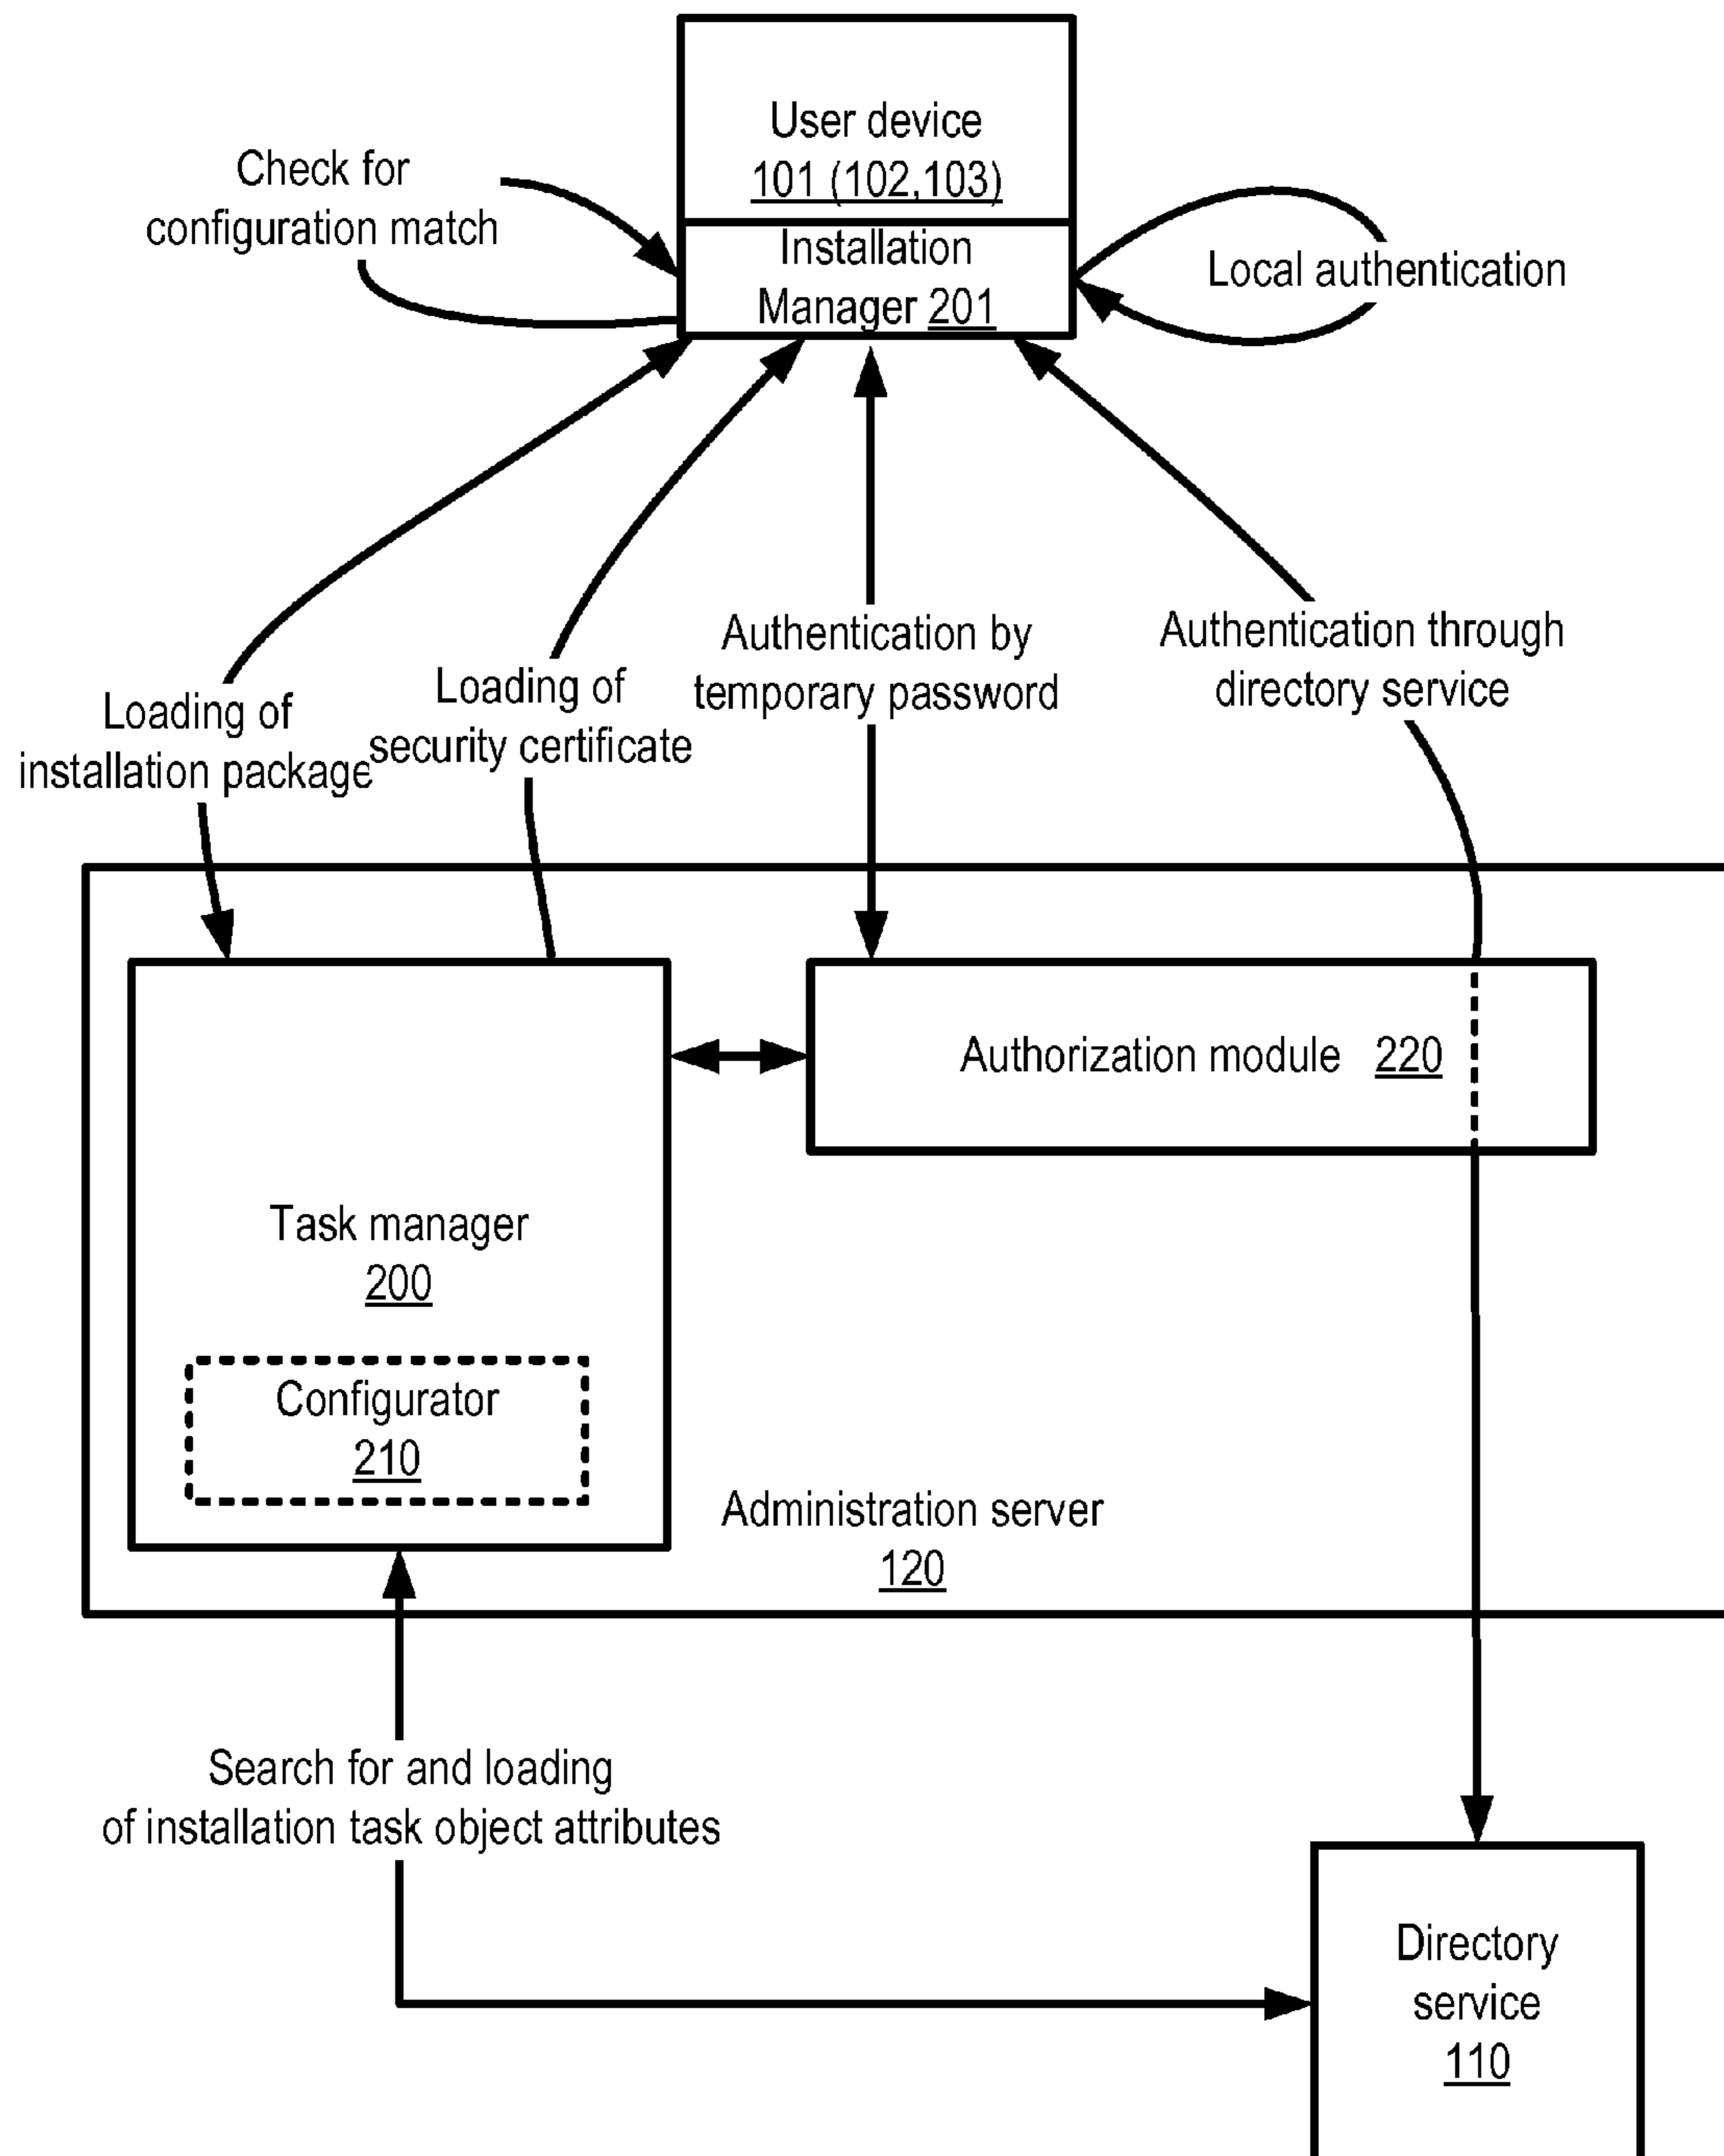 User device
101 (102,103)
Check for
configuration match
Installation
Manager 201
Local authentication
Authentication by
temporary password
Authentication through
directory service
Loading of
security certificate
Loading of
installation package
Authorization module 220
Task manager
200
Configurator
210
Administration server
120
Search for and loading
of installation task object attributes
Directory
service
110